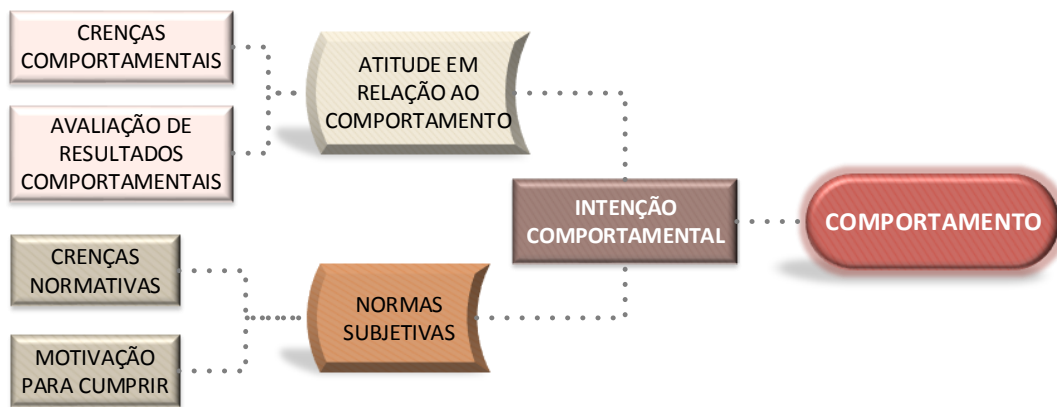 CRENÇAS
COMPORTAMENTAIS
AVALIAÇÃO DE
RESULTADOS
COMPORTAMENTAIS
ATITUDE EM
RELAÇÃO AO
COMPORTAMENTO
CRENÇAS
NORMATIVAS
MOTIVAÇÃO
PARA CUMPRIR
NORMAS
SUBJETIVAS
INTENÇÃO
COMPORTAMENTAL
COMPORTAMENTO